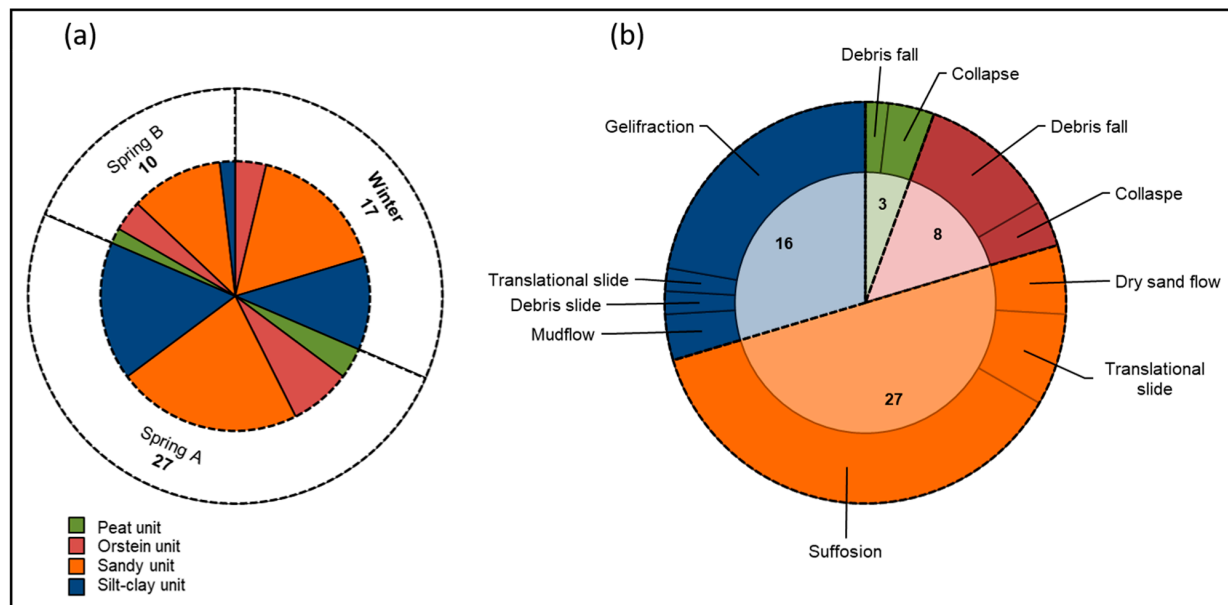 (a)
Spring B
10
Winter
17
Spring A
27
Peat unit
Orstein unit
Sandy unit
Silt-clay unit
(b)
Debris fall
Collapse
Gelifraction
Debris fall
Collaspe
3
8
16
Dry sand flow
Translational slide
Debris slide
Mudflow
Translational
slide
27
Suffosion